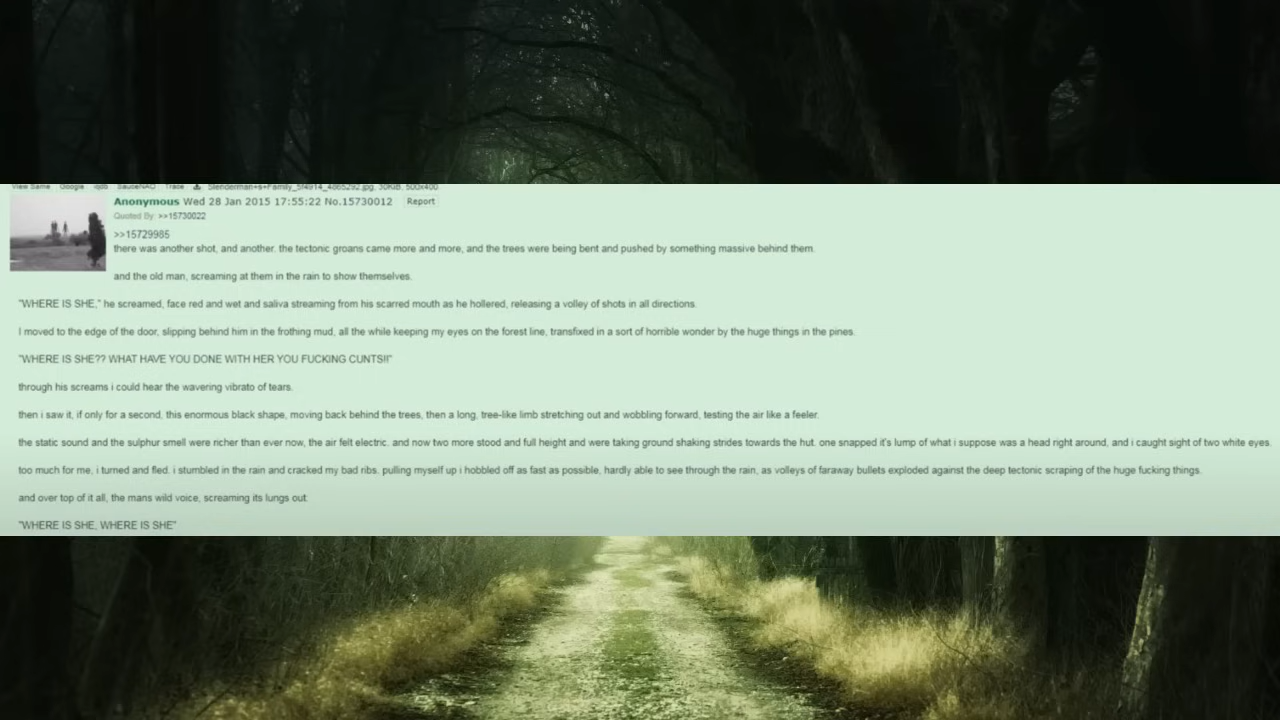 View Same Google iqdb SauceNAO Trace Slenderman+s+Family_5f4914_4865292.jpg, 30KiB, 500x400
Anonymous Wed 28 Jan 2015 17:55:22 No.15730012 Report
Quoted By: >>15730022
>>15729985
there was another shot, and another. the tectonic groans came more and more, and the trees were being bent and pushed by something massive behind them.
and the old man, screaming at them in the rain to show themselves.
"WHERE IS SHE," he screamed, face red and wet and saliva streaming from his scarred mouth as he hollered, releasing a volley of shots in all directions.
I moved to the edge of the door, slipping behind him in the frothing mud, all the while keeping my eyes on the forest line, transfixed in a sort of horrible wonder by the huge things in the pines.
"WHERE IS SHE?? WHAT HAVE YOU DONE WITH HER YOU FUCKING CUNTS!!"
through his screams i could hear the wavering vibrato of tears.
then i saw it, if only for a second, this enormous black shape, moving back behind the trees, then a long, tree-like limb stretching out and wobbling forward, testing the air like a feeler.
the static sound and the sulphur smell were richer than ever now, the air felt electric. and now two more stood and full height and were taking ground shaking strides towards the hut. one snapped it's lump of what i suppose was a head right around, and i caught sight of two white eyes.
too much for me, i turned and fled. i stumbled in the rain and cracked my bad ribs. pulling myself up i hobbled off as fast as possible, hardly able to see through the rain, as volleys of faraway bullets exploded against the deep tectonic scraping of the huge fucking things.
and over top of it all, the mans wild voice, screaming its lungs out:
"WHERE IS SHE, WHERE IS SHE"